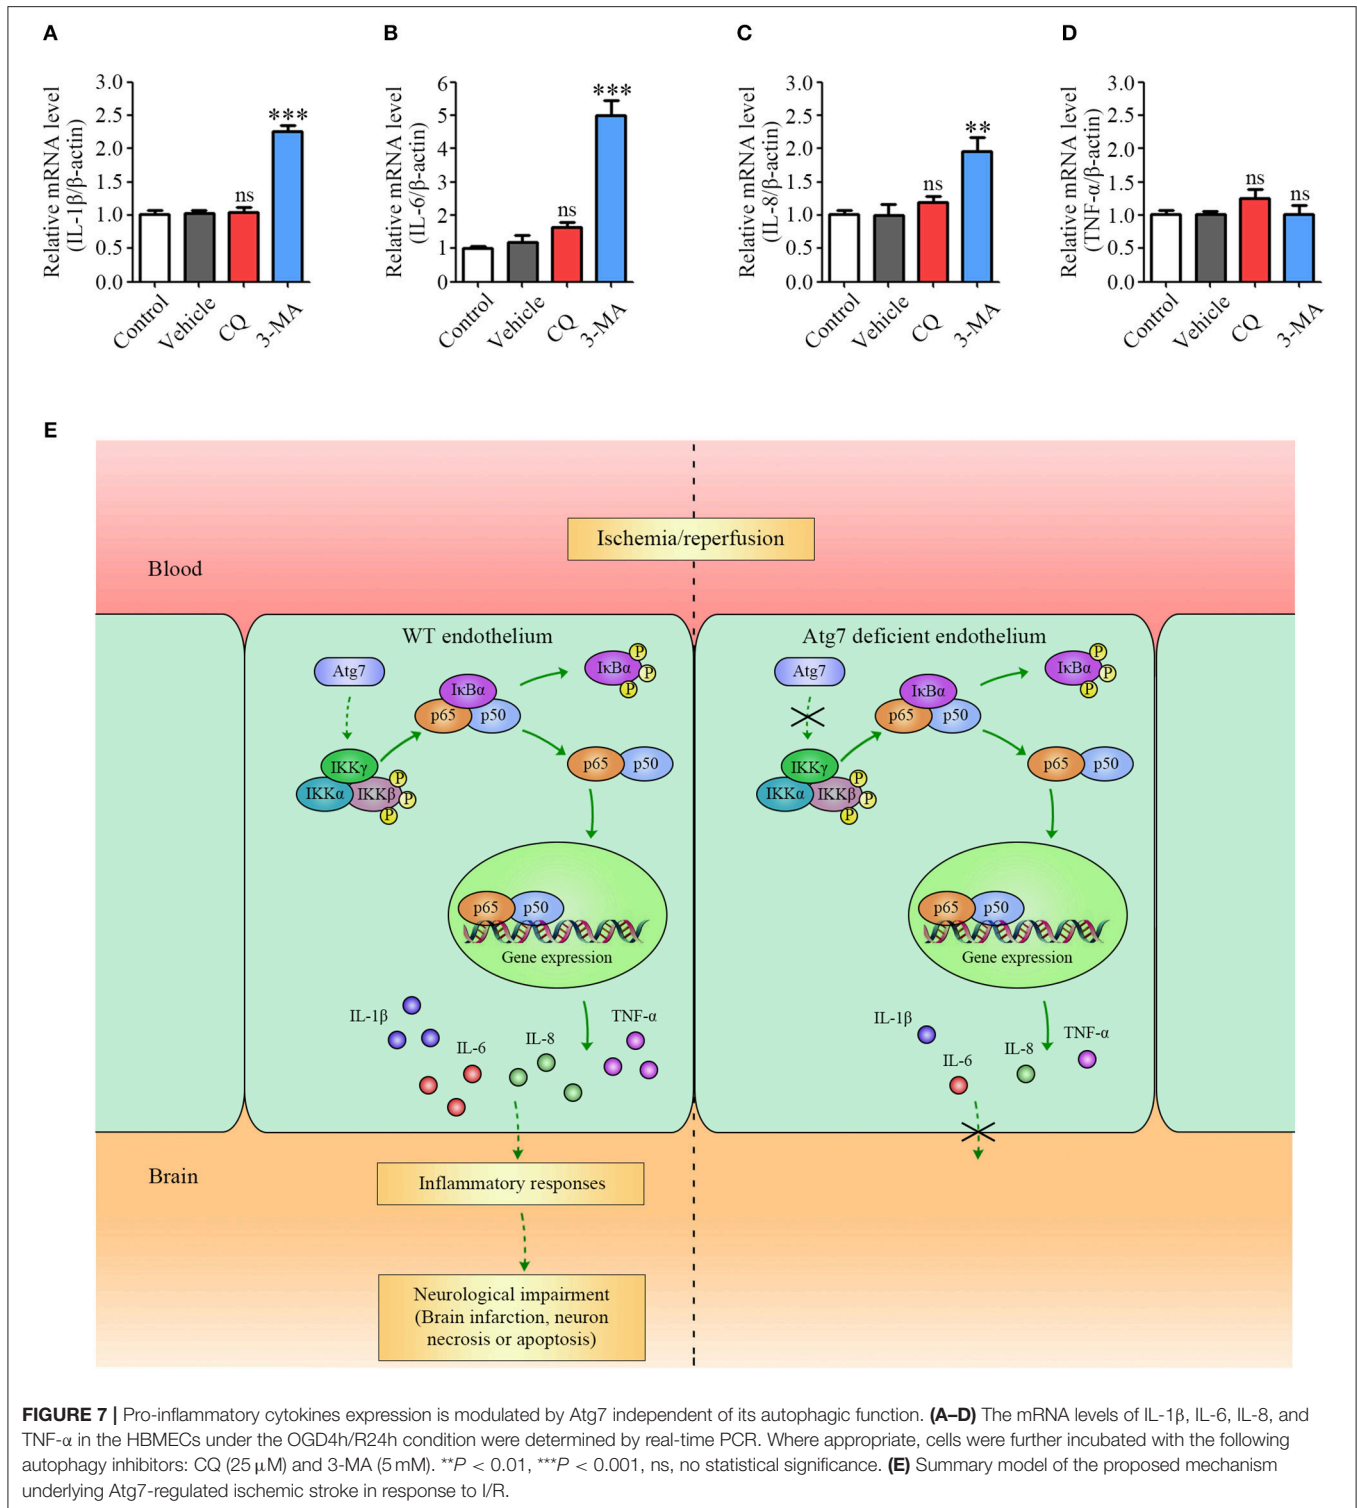 A
B
C
D
Relative mRNA level
(IL-1β/β-actin)
3.0
2.5
2.0
1.5
1.0
0.5
0.0
ns
***
Control
Vehicle
CQ
3-MA
Relative mRNA level
(IL-6/β-actin)
6
5
4
3
2
1
0
ns
***
Control
Vehicle
CQ
3-MA
Relative mRNA level
(IL-8/β-actin)
3.0
2.5
2.0
1.5
1.0
0.5
0.0
ns
**
Control
Vehicle
CQ
3-MA
Relative mRNA level
(TNF-α/β-actin)
3.0
2.5
2.0
1.5
1.0
0.5
0.0
ns
ns
Control
Vehicle
CQ
3-MA
E
Ischemia/reperfusion
Blood
WT endothelium
Atg7
IκBα
p65
p50
IκBα
P
P
P
IKKγ
IKKα
IKKβ
P
P
P
p65
p50
p65
p50
Gene expression
IL-1β
IL-6
IL-8
TNF-α
Atg7 deficient endothelium
Atg7
IκBα
p65
p50
IκBα
P
P
P
IKKγ
IKKα
IKKβ
P
P
P
p65
p50
p65
p50
Gene expression
IL-1β
IL-6
IL-8
TNF-α
Brain
Inflammatory responses
Neurological impairment
(Brain infarction, neuron
necrosis or apoptosis)
FIGURE 7 | Pro-inflammatory cytokines expression is modulated by Atg7 independent of its autophagic function. (A–D) The mRNA levels of IL-1β, IL-6, IL-8, and
TNF-α in the HBMECs under the OGD4h/R24h condition were determined by real-time PCR. Where appropriate, cells were further incubated with the following
autophagy inhibitors: CQ (25 μM) and 3-MA (5 mM). **P < 0.01, ***P < 0.001, ns, no statistical significance. (E) Summary model of the proposed mechanism
underlying Atg7-regulated ischemic stroke in response to I/R.